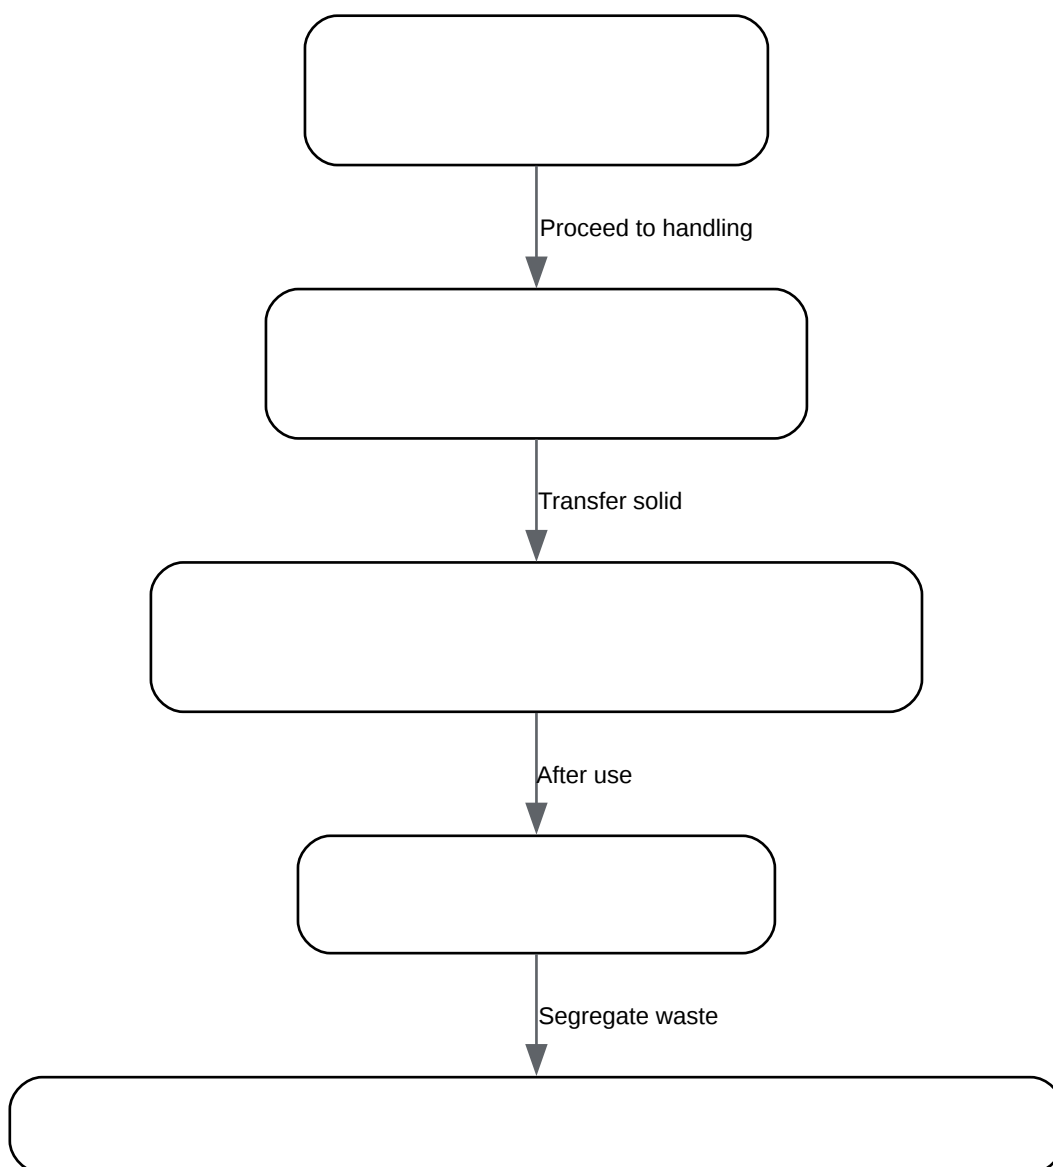 Proceed to handling
Transfer solid
After use
Segregate waste